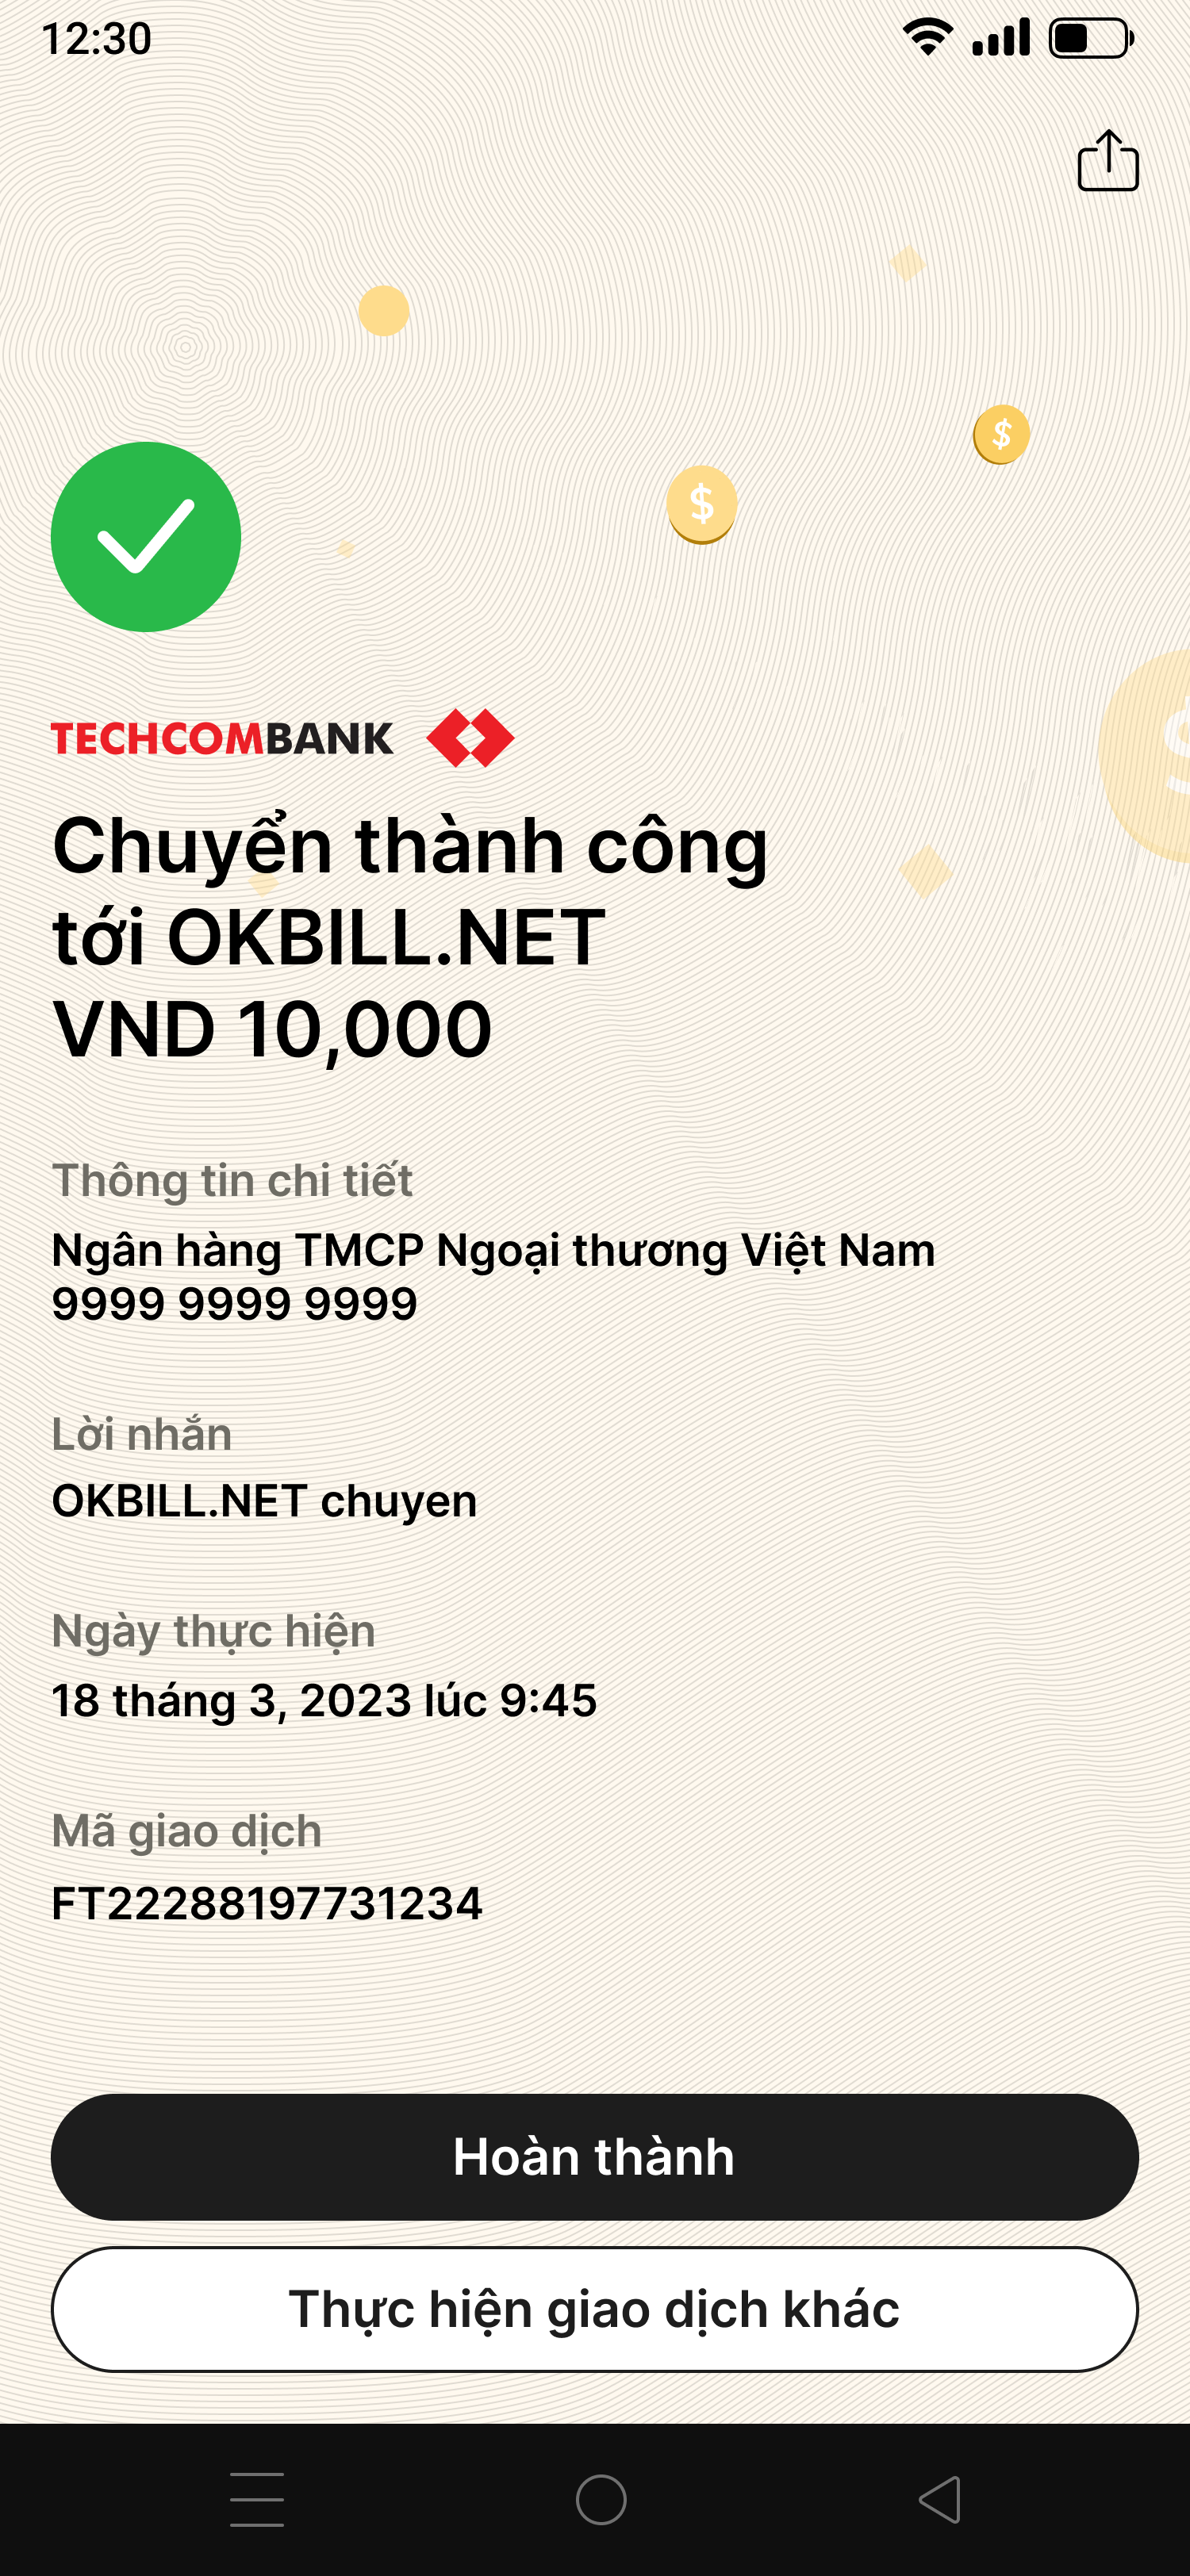 12:30
$
$
$
TECHCOMBANK
Chuyển thành công
tới OKBILL.NET
VND 10,000
Thông tin chi tiết
Ngân hàng TMCP Ngoại thương Việt Nam
9999 9999 9999
Lời nhắn
OKBILL.NET chuyen
Ngày thực hiện
18 tháng 3, 2023 lúc 9:45
Mã giao dịch
FT22288197731234
Hoàn thành
Thực hiện giao dịch khác